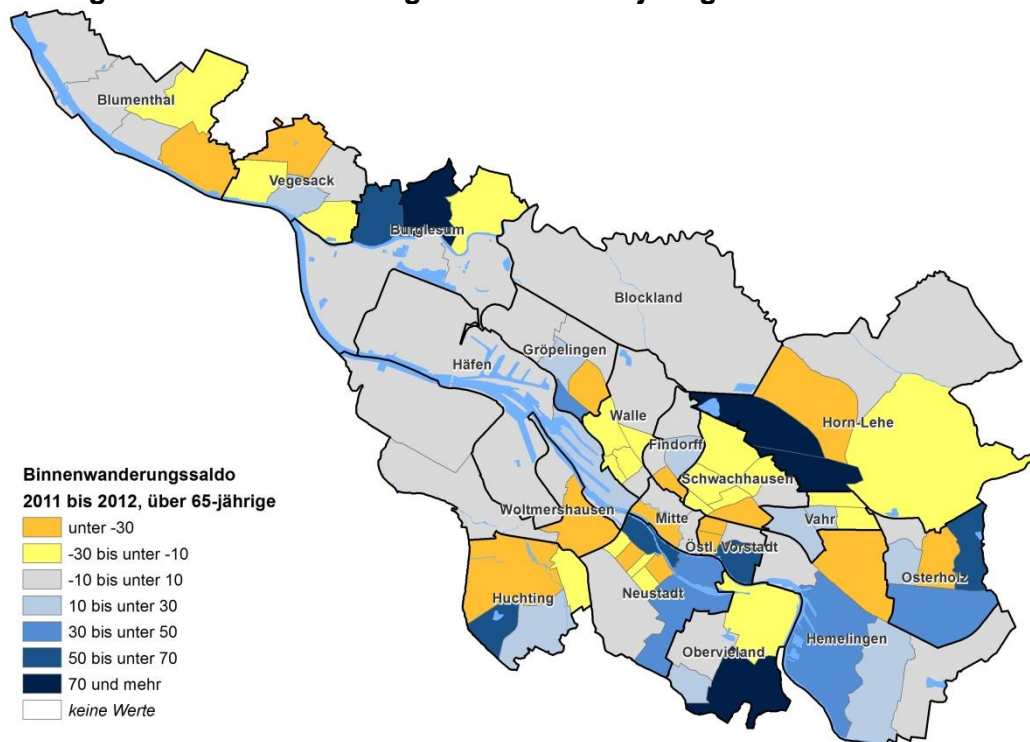 Blumenthal
Vegesack
Burglesum
Blockland
Gröpelingen
Häfen
Walle
Horn-Lehe
Findorff
Schwachhausen
Woltmershausen
Mitte
Vahr
Östl. Vorstadt
Osterholz
Huchting
Neustadt
Hemelingen
Obervieland
Binnenwanderungssaldo
2011 bis 2012, über 65-jährige
unter -30
-30 bis unter -10
-10 bis unter 10
10 bis unter 30
30 bis unter 50
50 bis unter 70
70 und mehr
keine Werte